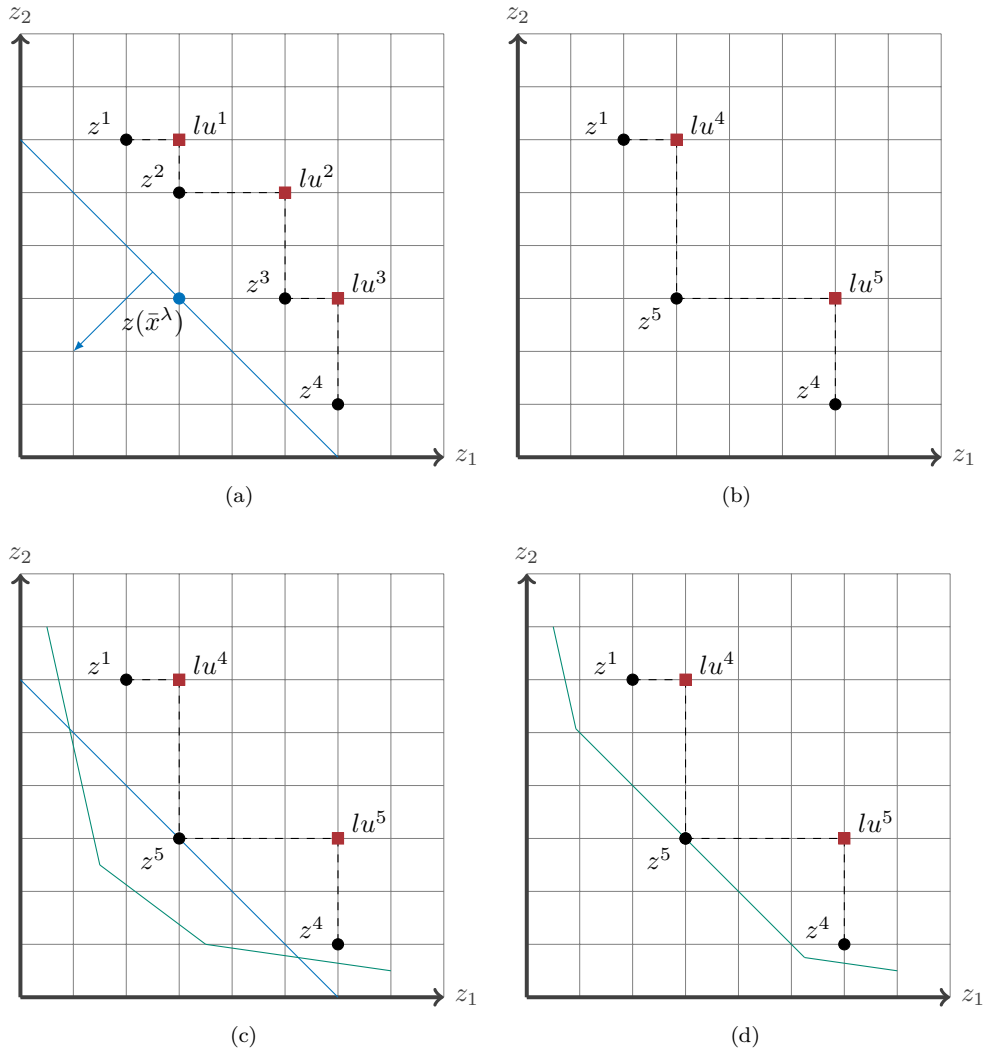 z₂ z₂
z¹ lu¹ z¹ lu⁴
z² lu²
z³ lu³ z⁵ lu⁵
z(x̄^λ)
z⁴ z⁴
z₁ z₁
(a) (b)
z₂ z₂
z¹ lu⁴ z¹ lu⁴
z⁵ lu⁵ z⁵ lu⁵
z⁴ z⁴
z₁ z₁
(c) (d)